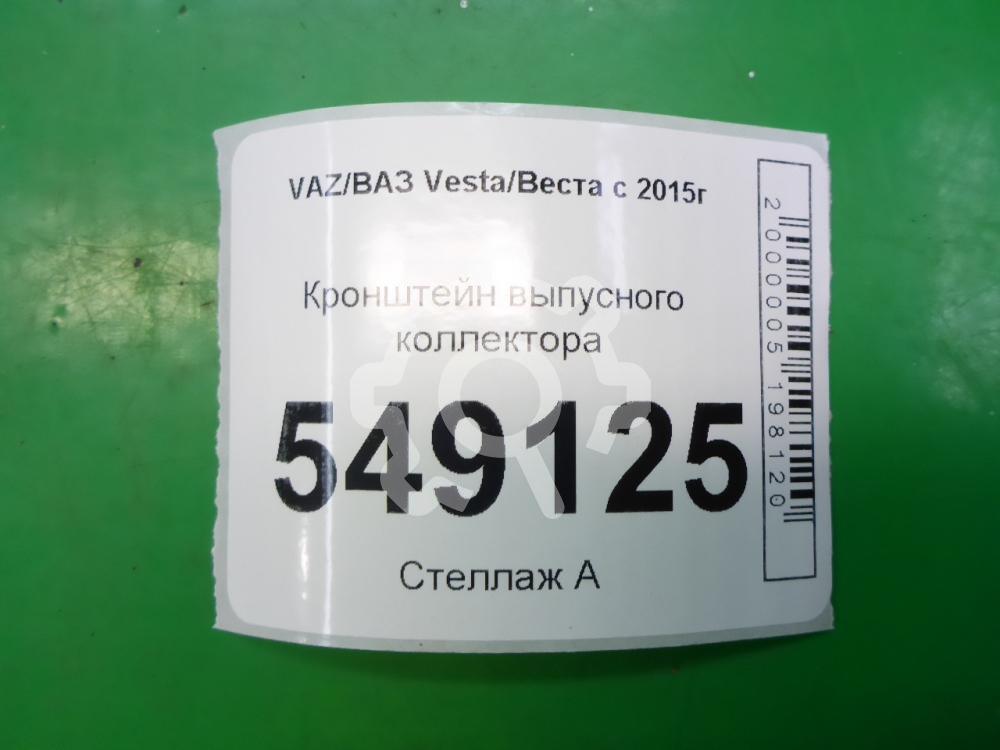 VAZ/ВАЗ Vesta/Веста с 2015г
Кронштейн выпусного
коллектора
549125
Стеллаж А
2000005198120